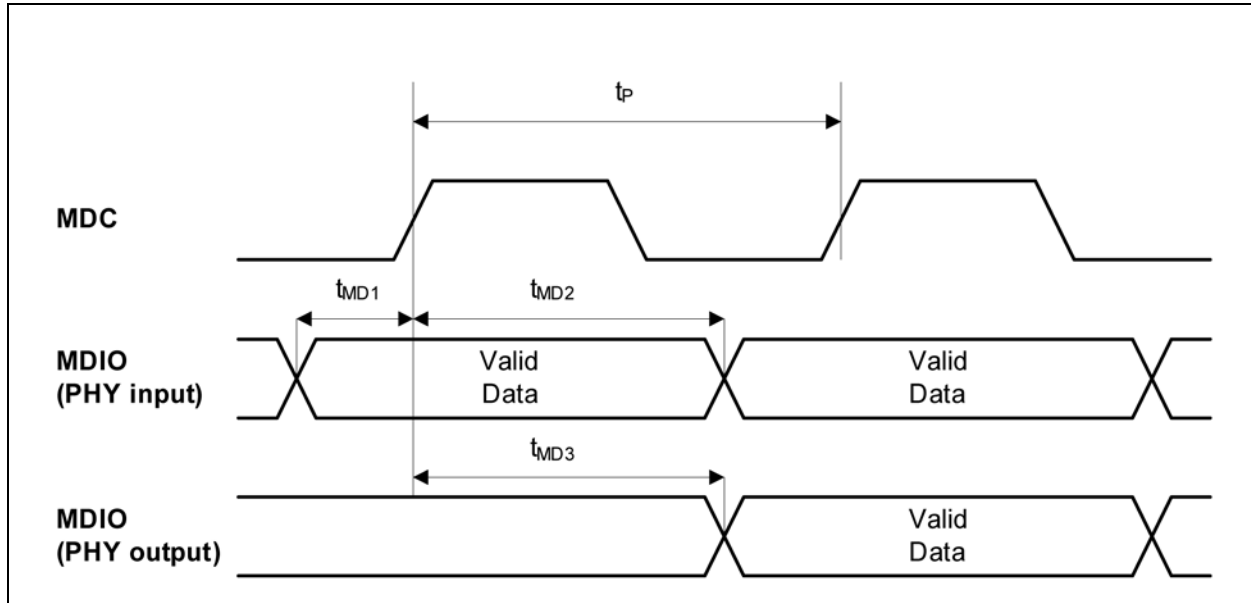 tP
MDC
tMD1
tMD2
MDIO
(PHY input)
Valid
Data
Valid
Data
tMD3
MDIO
(PHY output)
Valid
Data